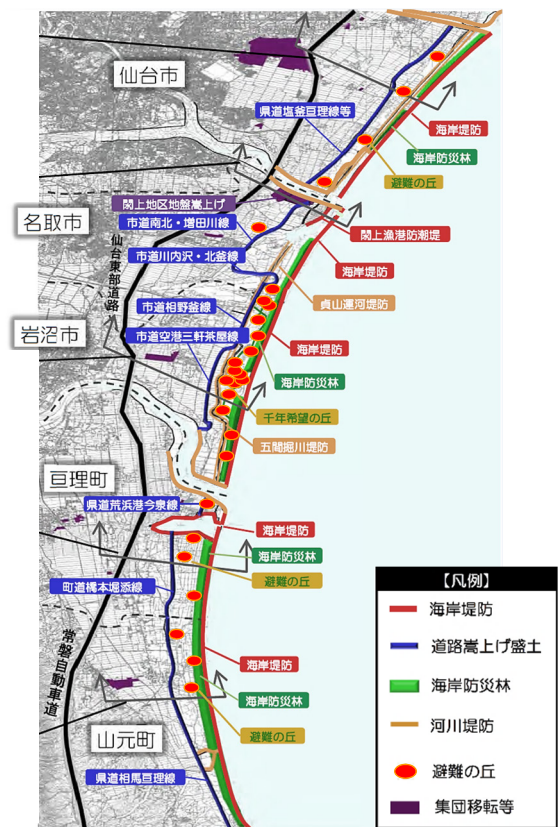 仙台市
県道塩釜亘理線等
海岸堤防
海岸防災林
避難の丘
閖上地区地盤嵩上げ
名取市
市道南北・増田川線
閖上漁港防潮堤
仙台東部道路
市道川内沢・北釜線
海岸堤防
貞山運河堤防
市道相野釜線
岩沼市
市道空港三軒茶屋線
海岸堤防
海岸防災林
千年希望の丘
五間堀川堤防
亘理町
県道荒浜港今泉線
海岸堤防
海岸防災林
避難の丘
町道橋本堀添線
常磐自動車道
海岸堤防
海岸防災林
避難の丘
山元町
県道相馬亘理線
【凡例】
海岸堤防
道路嵩上げ盛土
海岸防災林
河川堤防
避難の丘
集団移転等